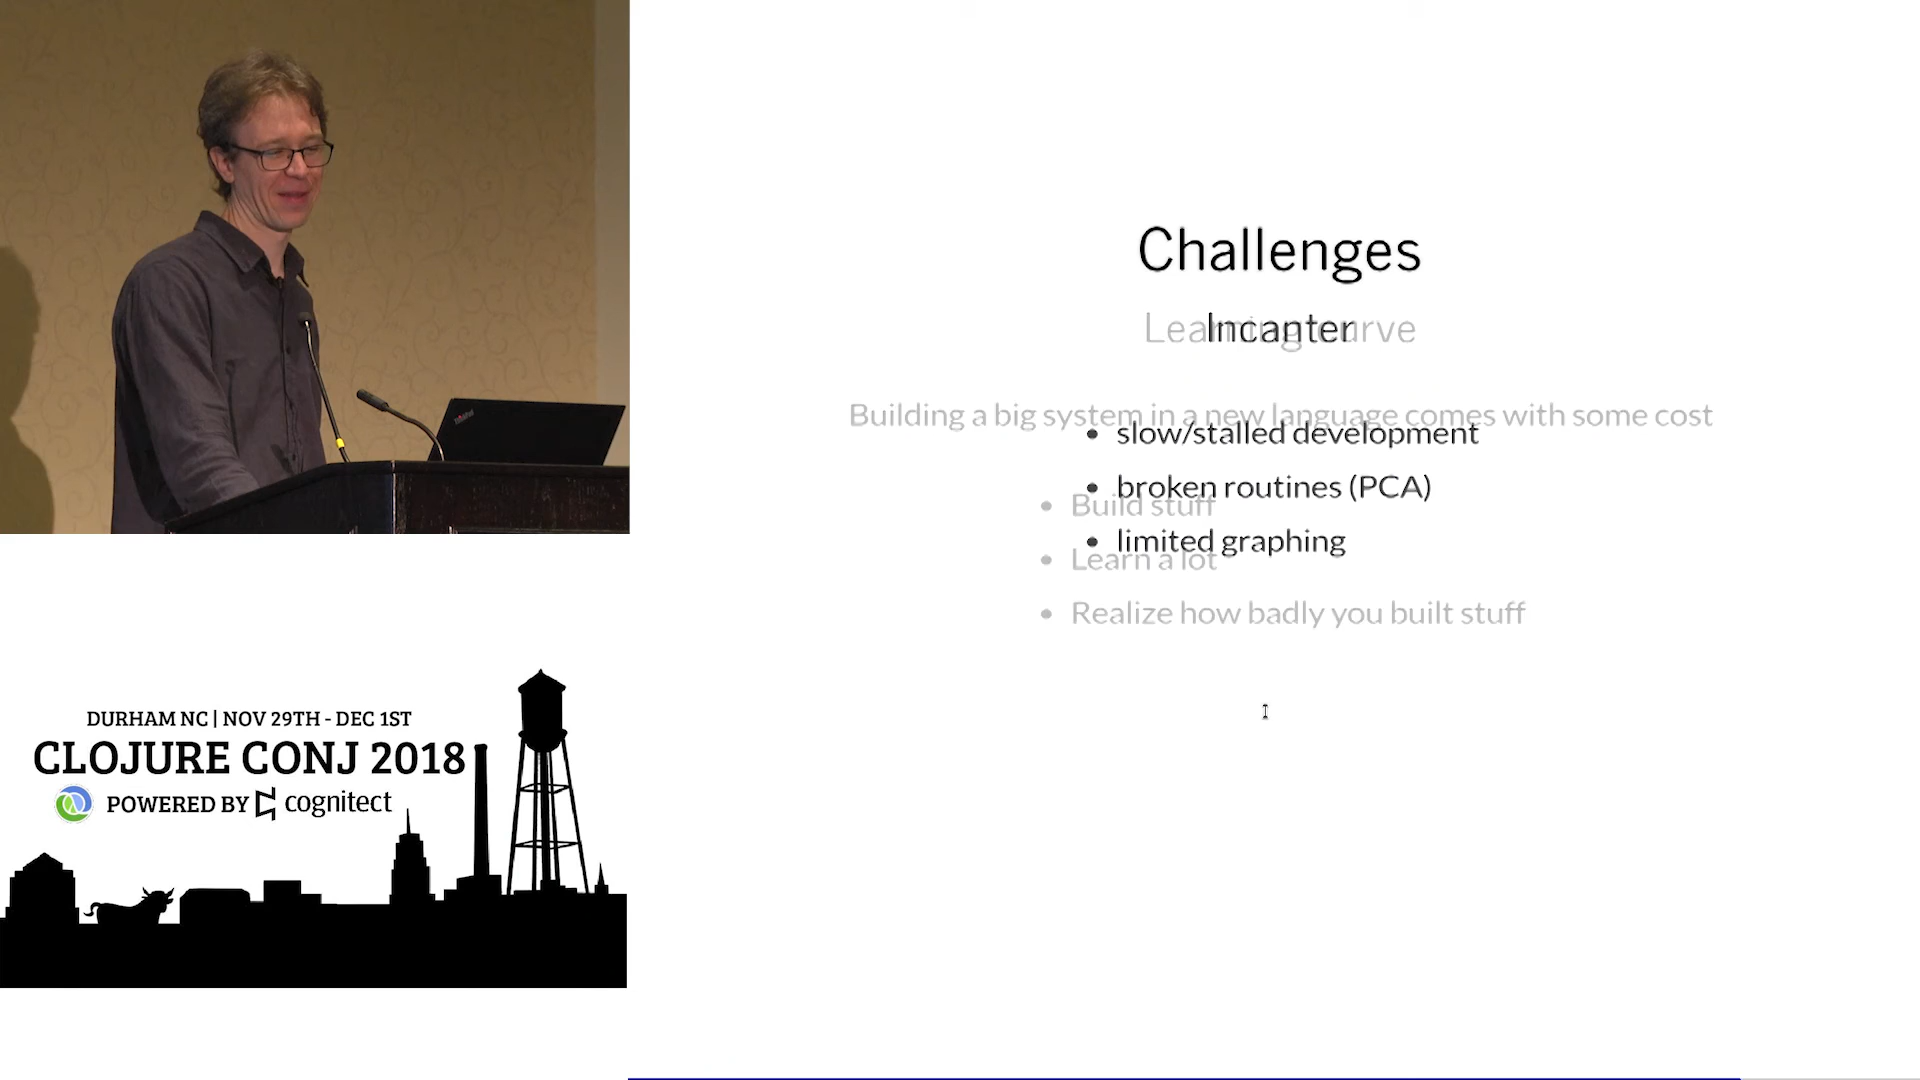 Challenges
Incanter
Learning curve
Building a big system in a new language comes with some cost
• slow/stalled development
• broken routines (PCA)
• limited graphing
• Build stuff
• Learn a lot
• Realize how badly you built stuff
DURHAM NC | NOV 29TH - DEC 1ST
CLOJURE CONJ 2018
POWERED BY cognitect